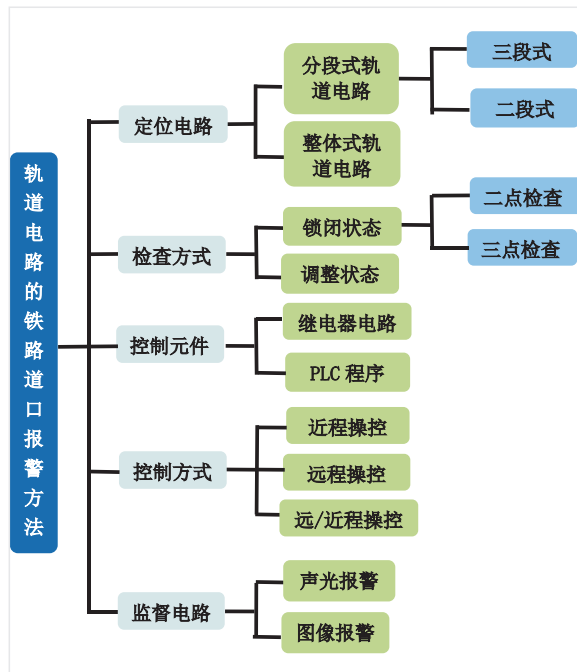 轨道电路的铁路道口报警方法
定位电路
分段式轨
道电路
三段式
二段式
整体式轨
道电路
检查方式
锁闭状态
二点检查
三点检查
调整状态
控制元件
继电器电路
PLC 程序
控制方式
近程操控
远程操控
远/近程操控
监督电路
声光报警
图像报警